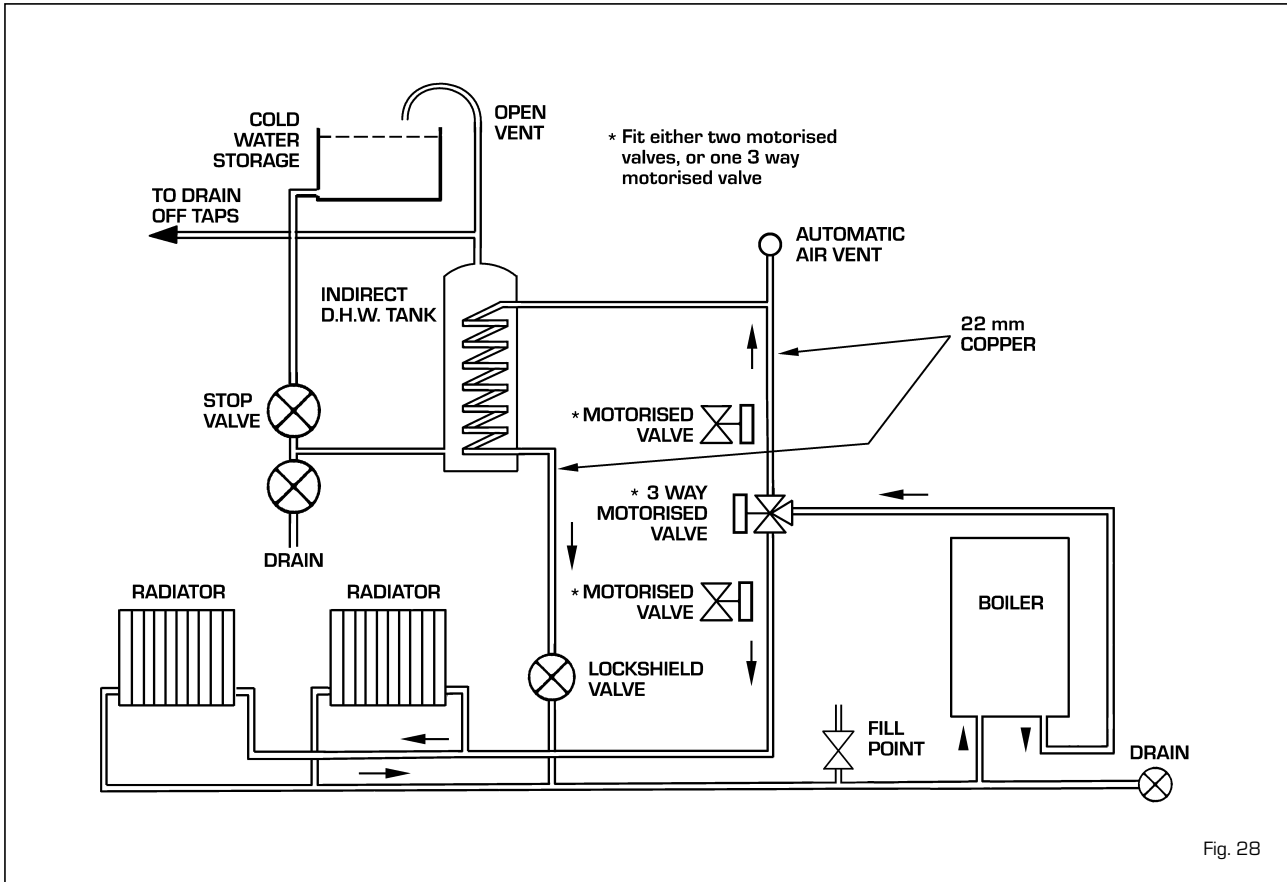 COLD
WATER
STORAGE
OPEN
VENT
* Fit either two motorised
valves, or one 3 way
motorised valve
TO DRAIN
OFF TAPS
AUTOMATIC
AIR VENT
INDIRECT
D.H.W. TANK
22 mm
COPPER
STOP
VALVE
* MOTORISED
VALVE
* 3 WAY
MOTORISED
VALVE
DRAIN
RADIATOR
RADIATOR
* MOTORISED
VALVE
BOILER
LOCKSHIELD
VALVE
FILL
POINT
DRAIN
Fig. 28